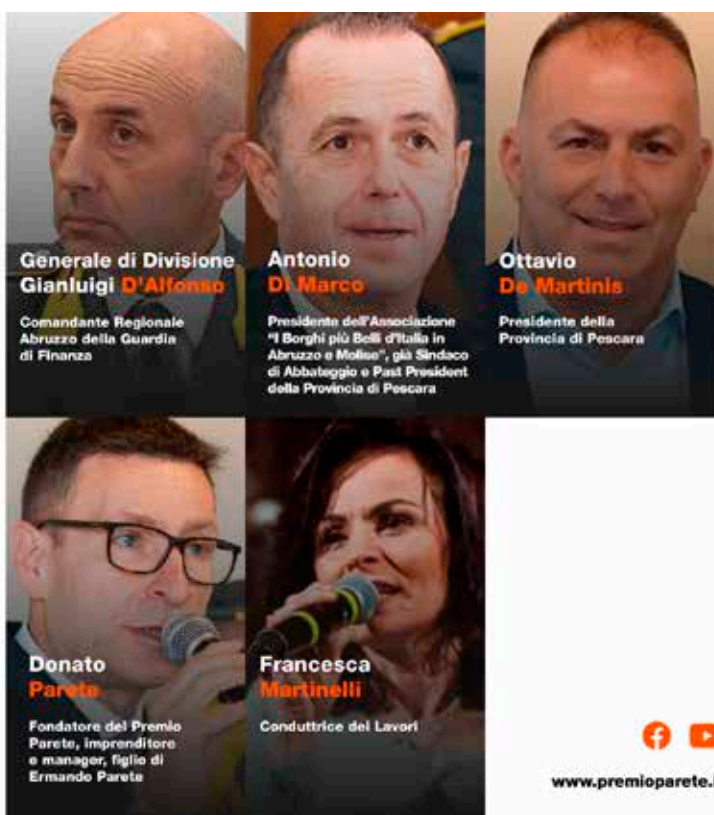 Generale di Divisione
Gianluigi D'Alfonso
Comandante Regionale
Abruzzo della Guardia
di Finanza
Antonio
Di Marco
Presidente dell'Associazione
"I Borghi più Belli d'Italia in
Abruzzo e Molise", già Sindaco
di Abbateggio e Past President
della Provincia di Pescara
Ottavio
De Martinis
Presidente della
Provincia di Pescara
Donato
Parete
Fondatore del Premio
Parete, imprenditore
e manager, figlio di
Ermando Parete
Francesca
Martinelli
Conduttrice dei Lavori
www.premioparete.